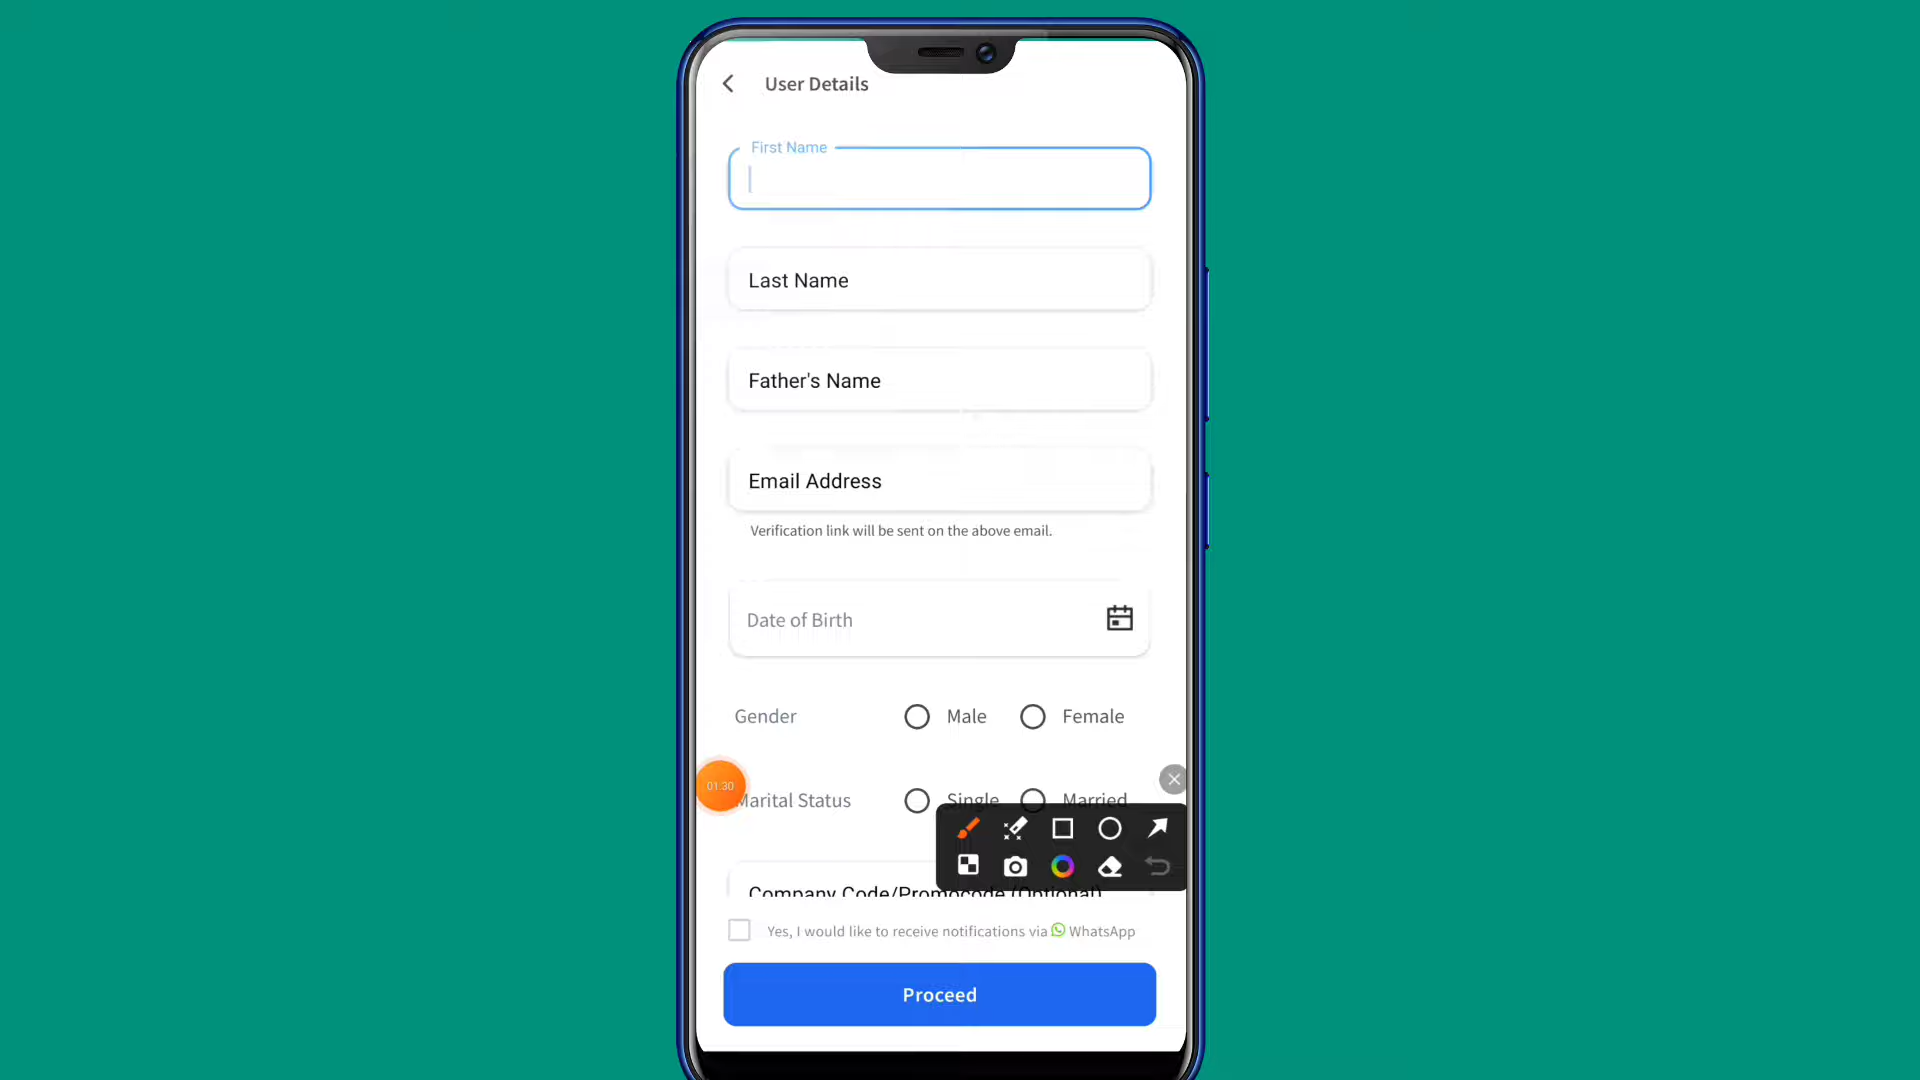 User Details
First Name
Last Name
Father's Name
Email Address
Verification link will be sent on the above email.
Date of Birth
Gender Male Female
01:30
Marital Status Single Married
Company Code/Promocode (Optional)
Yes, I would like to receive notifications via WhatsApp
Proceed